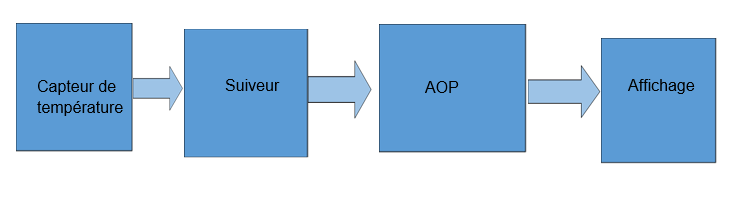 Capteur de
température
Suiveur
AOP
Affichage